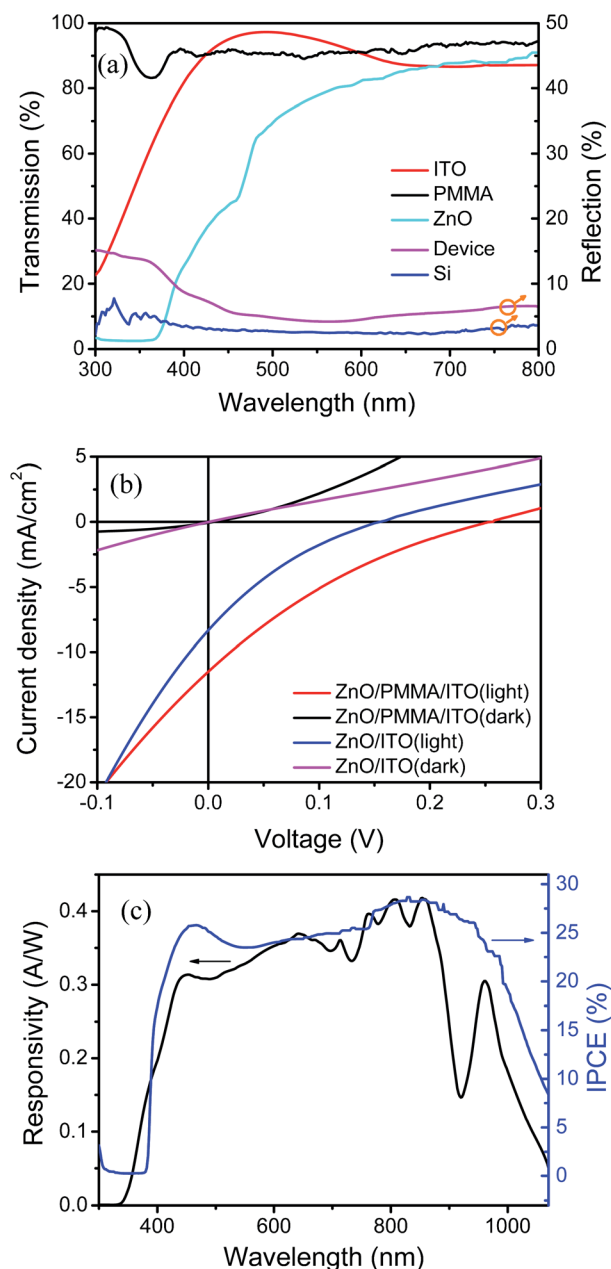 (a)
100
80
60
40
20
0
Transmission (%)
50
40
30
20
10
0
Reflection (%)
ITO
PMMA
ZnO
Device
Si
300 400 500 600 700 800
Wavelength (nm)
(b)
5
0
-5
-10
-15
-20
Current density (mA/cm²)
ZnO/PMMA/ITO(light)
ZnO/PMMA/ITO(dark)
ZnO/ITO(light)
ZnO/ITO(dark)
-0.1 0.0 0.1 0.2 0.3
Voltage (V)
(c)
0.4
0.3
0.2
0.1
0.0
Responsivity (A/W)
30
25
20
15
10
5
0
IPCE (%)
400 600 800 1000
Wavelength (nm)